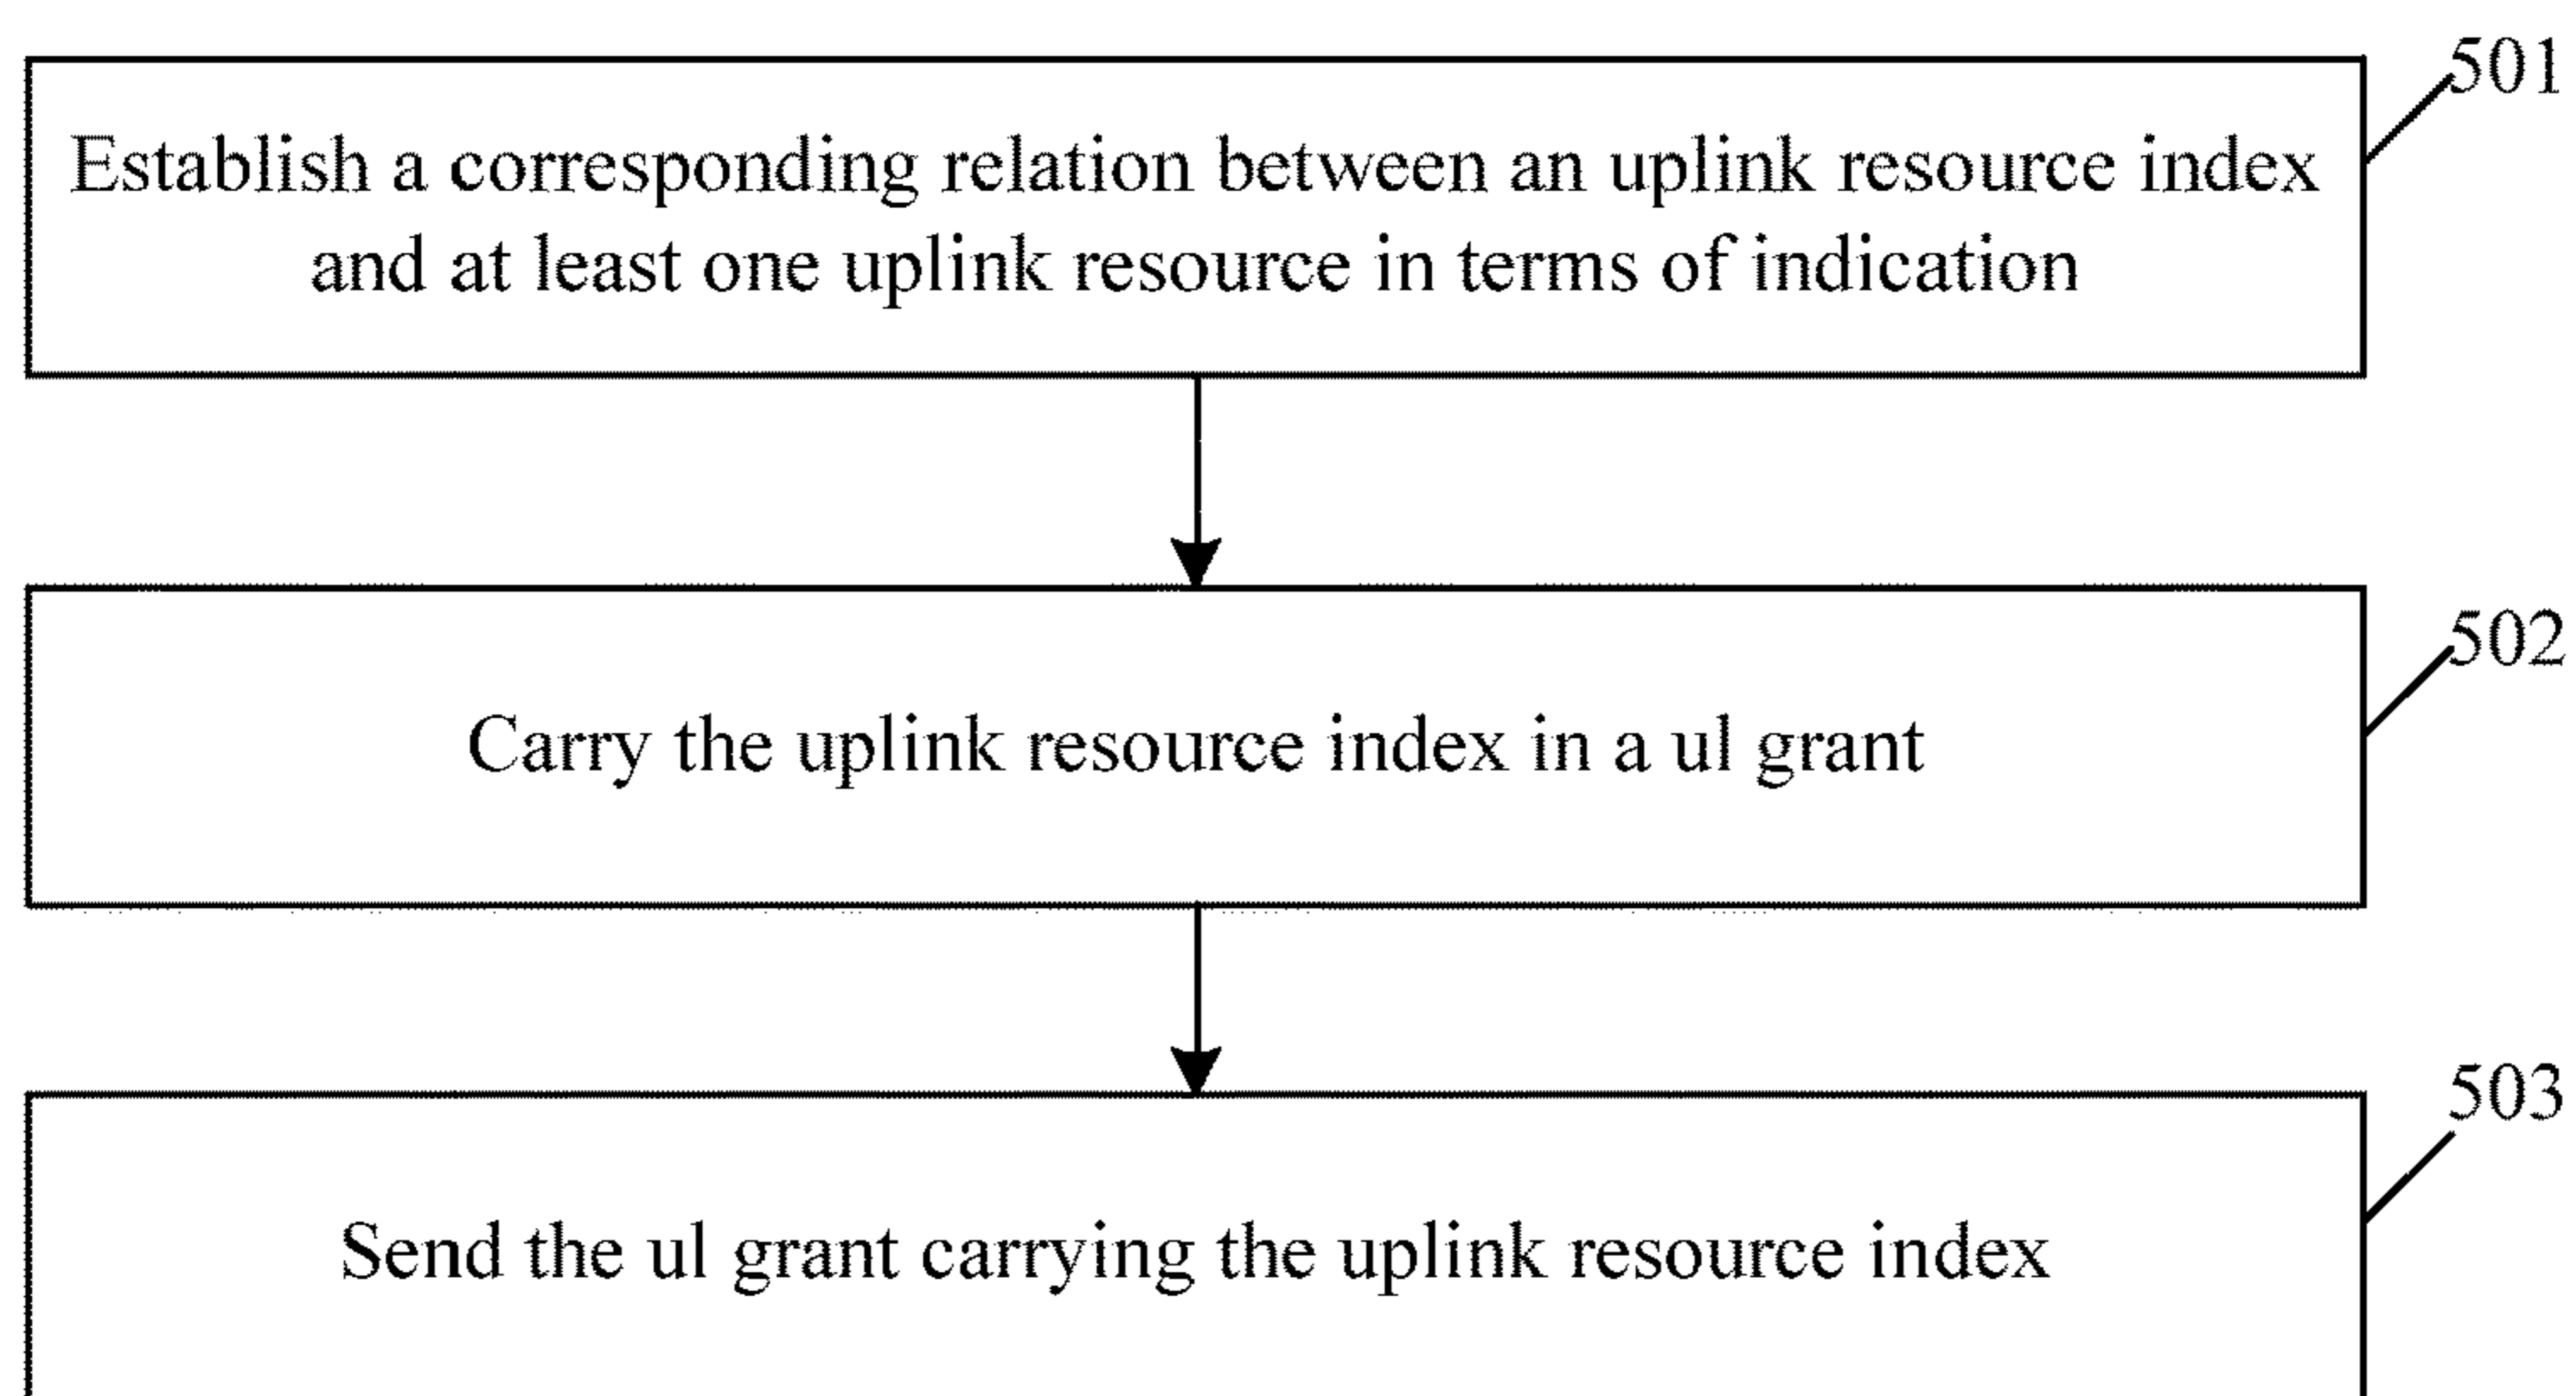 501
Establish a corresponding relation between an uplink resource index
and at least one uplink resource in terms of indication
502
Carry the uplink resource index in a ul grant
503
Send the ul grant carrying the uplink resource index